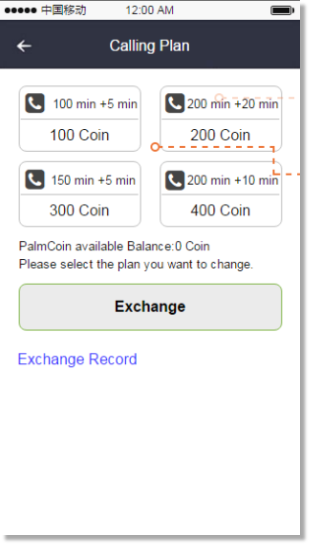 中国移动 12:00 AM
Calling Plan
100 min +5 min 200 min +20 min
100 Coin 200 Coin
150 min +5 min 200 min +10 min
300 Coin 400 Coin
PalmCoin available Balance:0 Coin
Please select the plan you want to change.
Exchange
Exchange Record